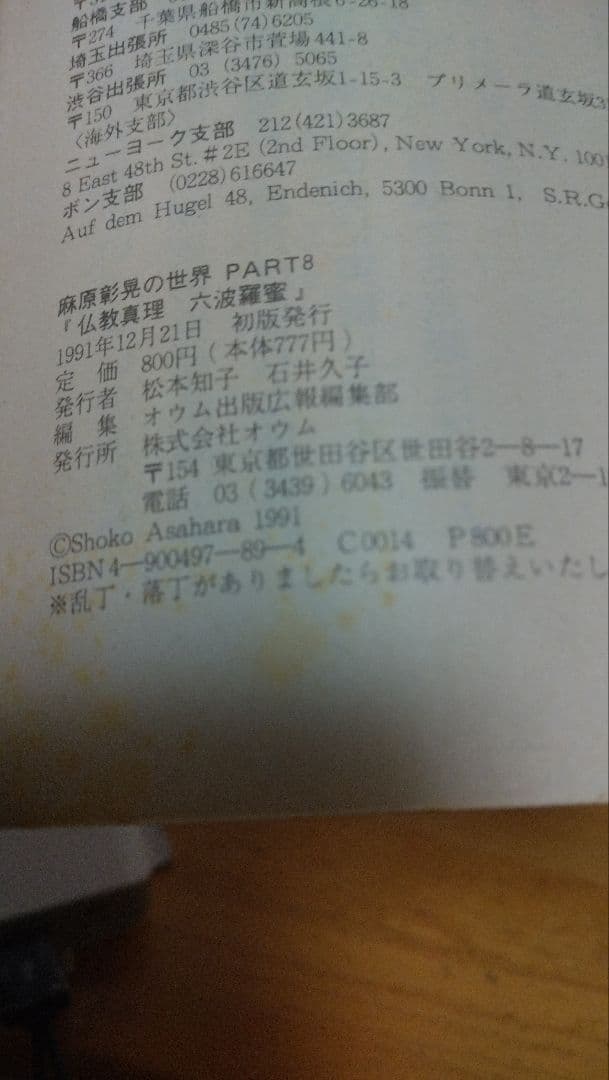 船橋支部
〒274 千葉県船橋市新高根6-26-18
埼玉出張所 0485(74)6205
〒366 埼玉県深谷市萱場441-8
渋谷出張所 03 (3476) 5065
〒150 東京都渋谷区道玄坂1-15-3 プリメーラ道玄坂3
〈海外支部〉
ニューヨーク支部 212(421)3687
8 East 48th St.#2E (2nd Floor), New York, N.Y. 1001
ボン支部 (0228)616647
Auf dem Hugel 48, Endenich, 5300 Bonn 1, S.R.Ge
麻原彰晃の世界 PART8
『仏教真理 六波羅蜜』
1991年12月21日 初版発行
定 価 800円(本体777円)
発行者 松本知子 石井久子
編 集 オウム出版広報編集部
発行所 株式会社オウム
〒154 東京都世田谷区世田谷2—8—17
電話 03(3439)6043 振替 東京2—1
©Shoko Asahara 1991
ISBN4—900497—89—4 C0014 P800E
※乱丁・落丁がありましたらお取り替えいたし